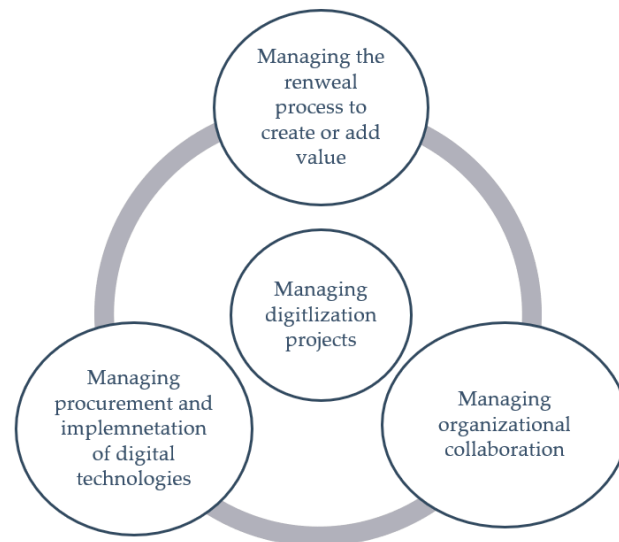 Managing the
renweal
process to
create or add
value
Managing
digitlization
projects
Managing
procurement and
implemnetation
of digital
technologies
Managing
organizational
collaboration